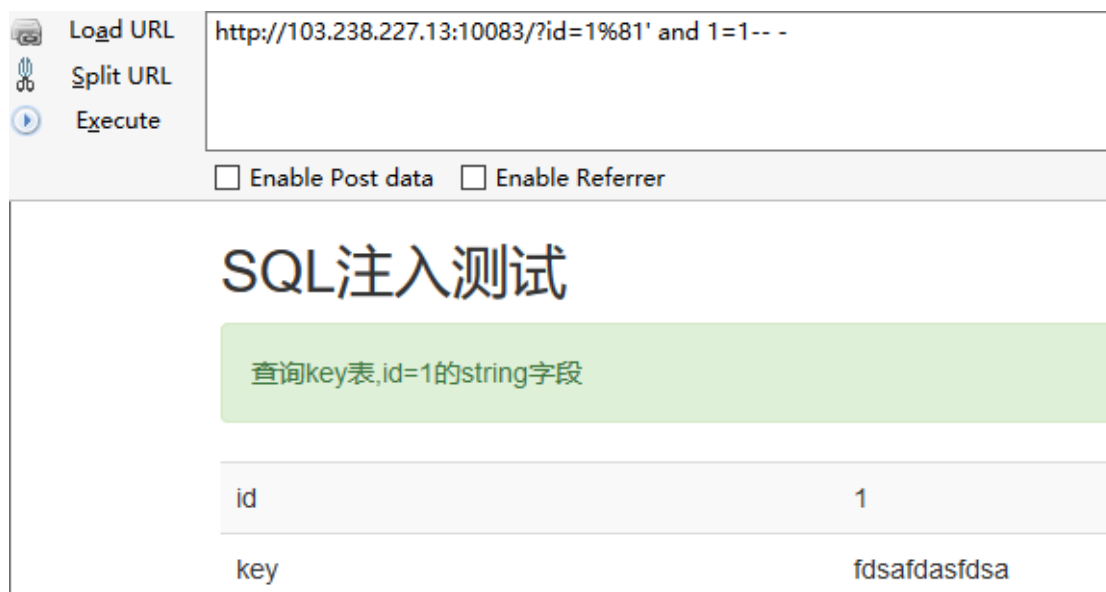 Load URL
http://103.238.227.13:10083/?id=1%81' and 1=1-- -
Split URL
Execute
Enable Post data Enable Referrer
SQL注入测试
查询key表,id=1的string字段
id 1
key fdsafdasfdsa